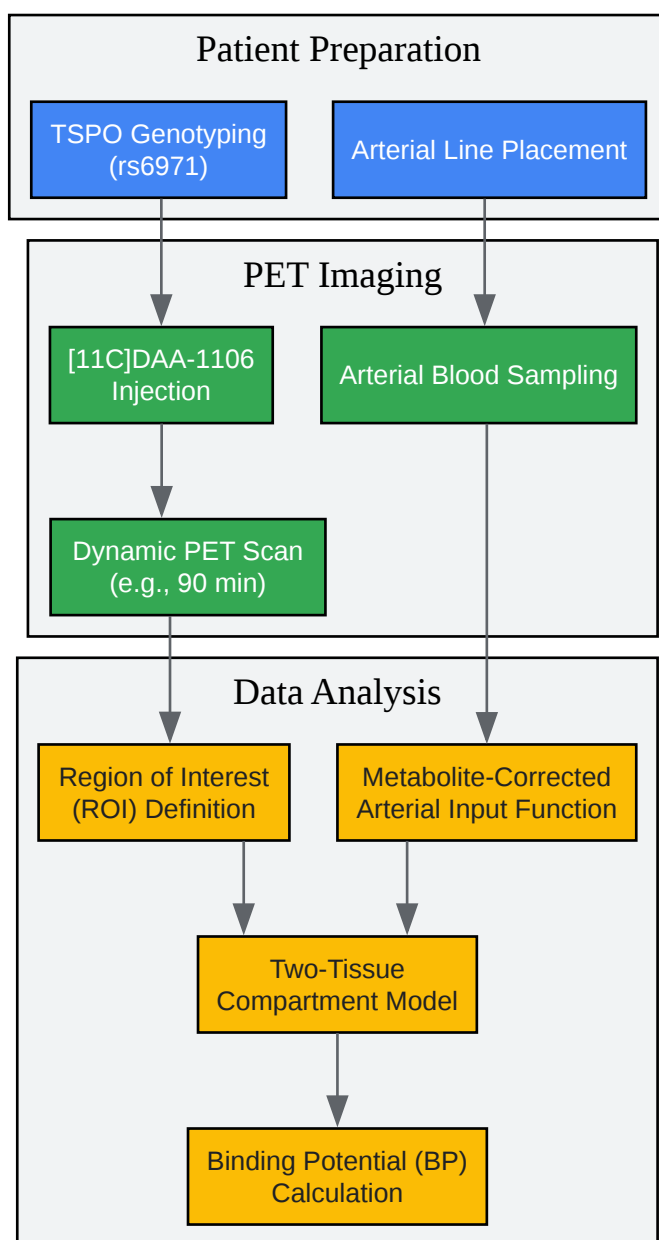 Patient Preparation
TSPO Genotyping
(rs6971)
Arterial Line Placement
PET Imaging
[11C]DAA-1106
Injection
Arterial Blood Sampling
Dynamic PET Scan
(e.g., 90 min)
Data Analysis
Region of Interest
(ROI) Definition
Metabolite-Corrected
Arterial Input Function
Two-Tissue
Compartment Model
Binding Potential (BP)
Calculation